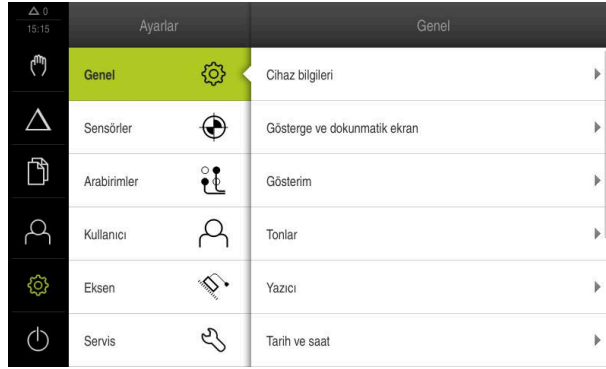 △ 0
15:15
Ayarlar
Genel
Genel
Sensörler
Arabirimler
Kullanıcı
Eksen
Servis
Cihaz bilgileri
Gösterge ve dokunmatik ekran
Gösterim
Tonlar
Yazıcı
Tarih ve saat